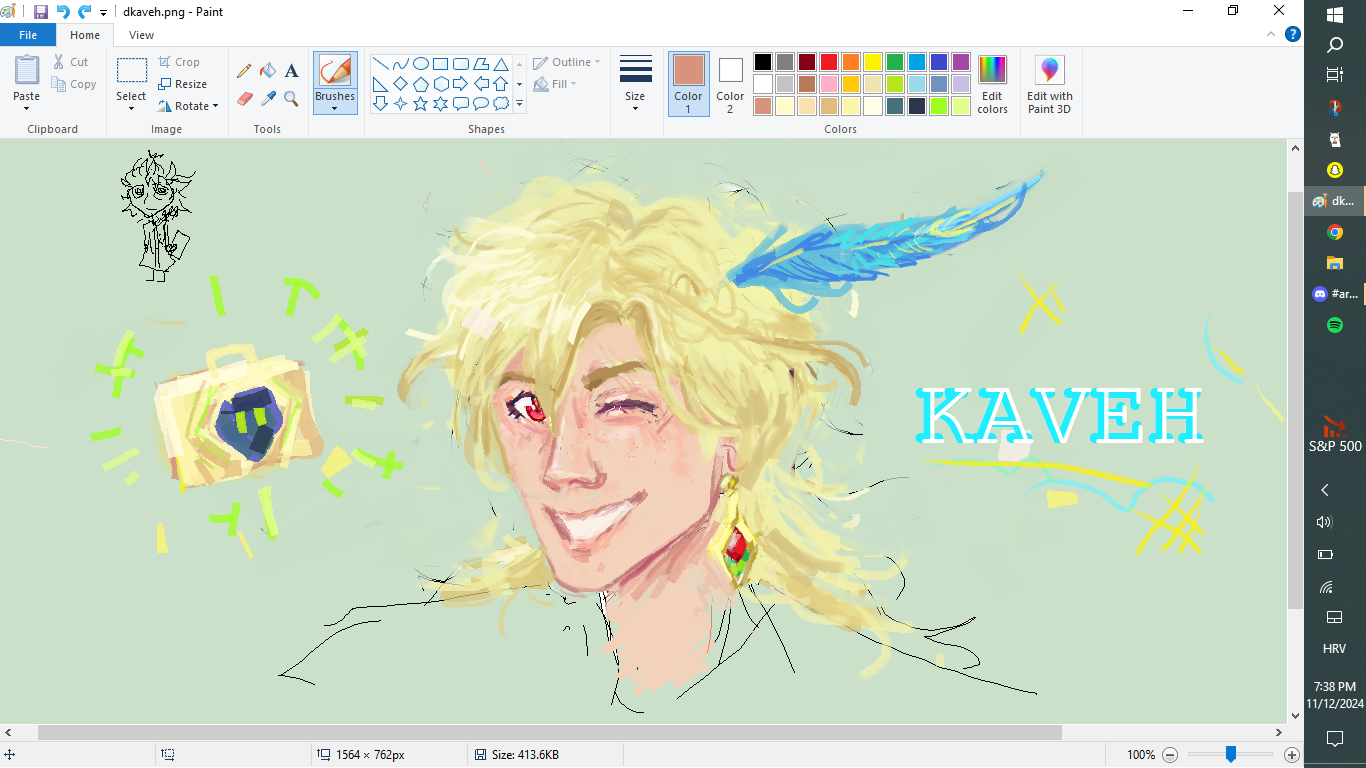 dkaveh.png - Paint
File
Home
View
Paste
Cut
Copy
Clipboard
Select
Crop
Resize
Rotate
Image
A
Tools
Brushes
Shapes
Outline
Fill
Size
Color 1
Color 2
Colors
Edit colors
Edit with Paint 3D
?
KAVEH
dk...
#ar...
S&P 500
HRV
7:38 PM
11/12/2024
1564 × 762px
Size: 413.6KB
100%